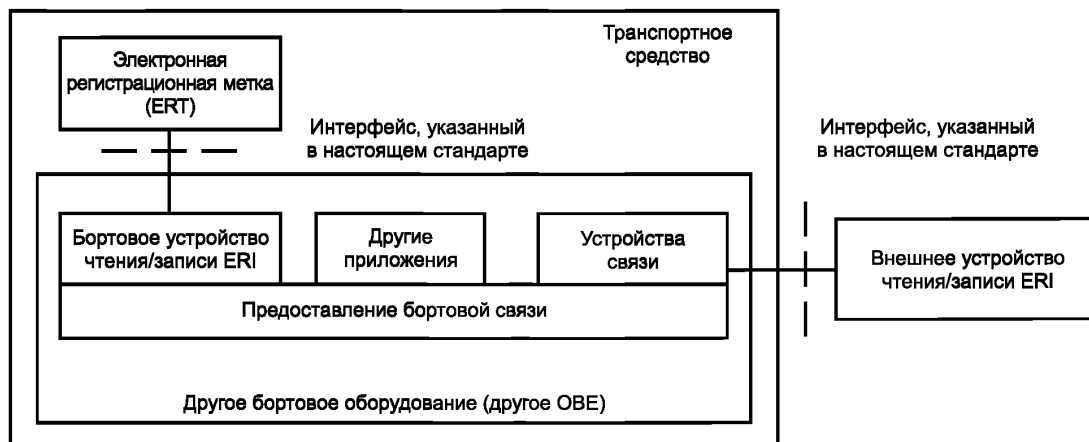 Транспортное
средство
Электронная
регистрационная метка
(ERT)
Интерфейс, указанный
в настоящем стандарте
Интерфейс, указанный
в настоящем стандарте
Бортовое устройство
чтения/записи ERI
Другие
приложения
Устройства
связи
Внешнее устройство
чтения/записи ERI
Предоставление бортовой связи
Другое бортовое оборудование (другое OBE)